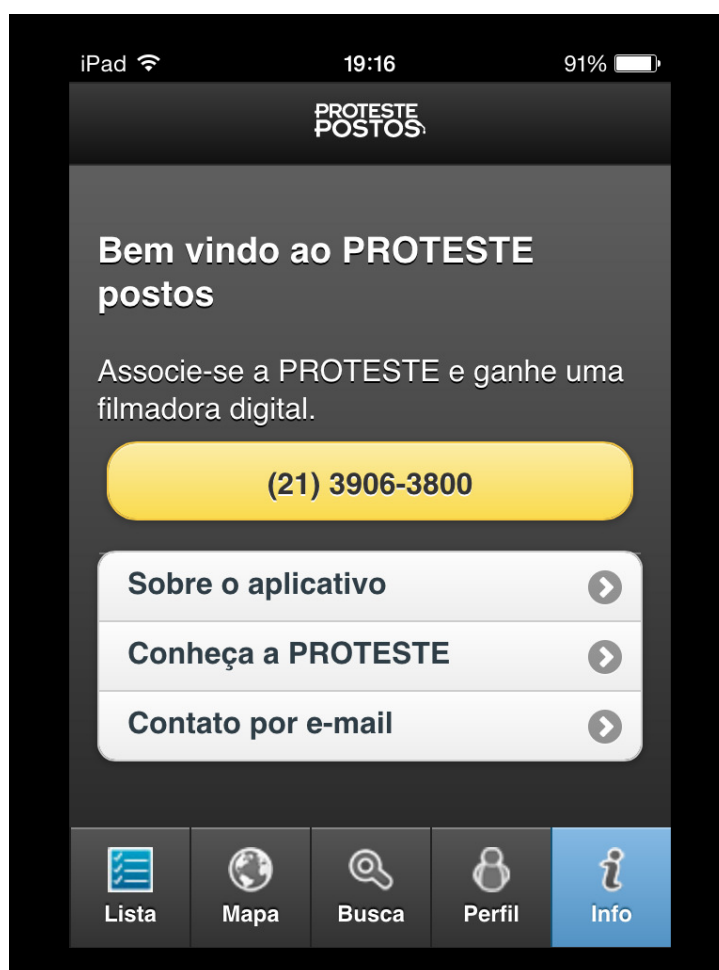 iPad 19:16 91%
PROTESTE
POSTOS
Bem vindo ao PROTESTE
postos
Associe-se a PROTESTE e ganhe uma
filmadora digital.
(21) 3906-3800
Sobre o aplicativo
Conheça a PROTESTE
Contato por e-mail
Lista Mapa Busca Perfil Info